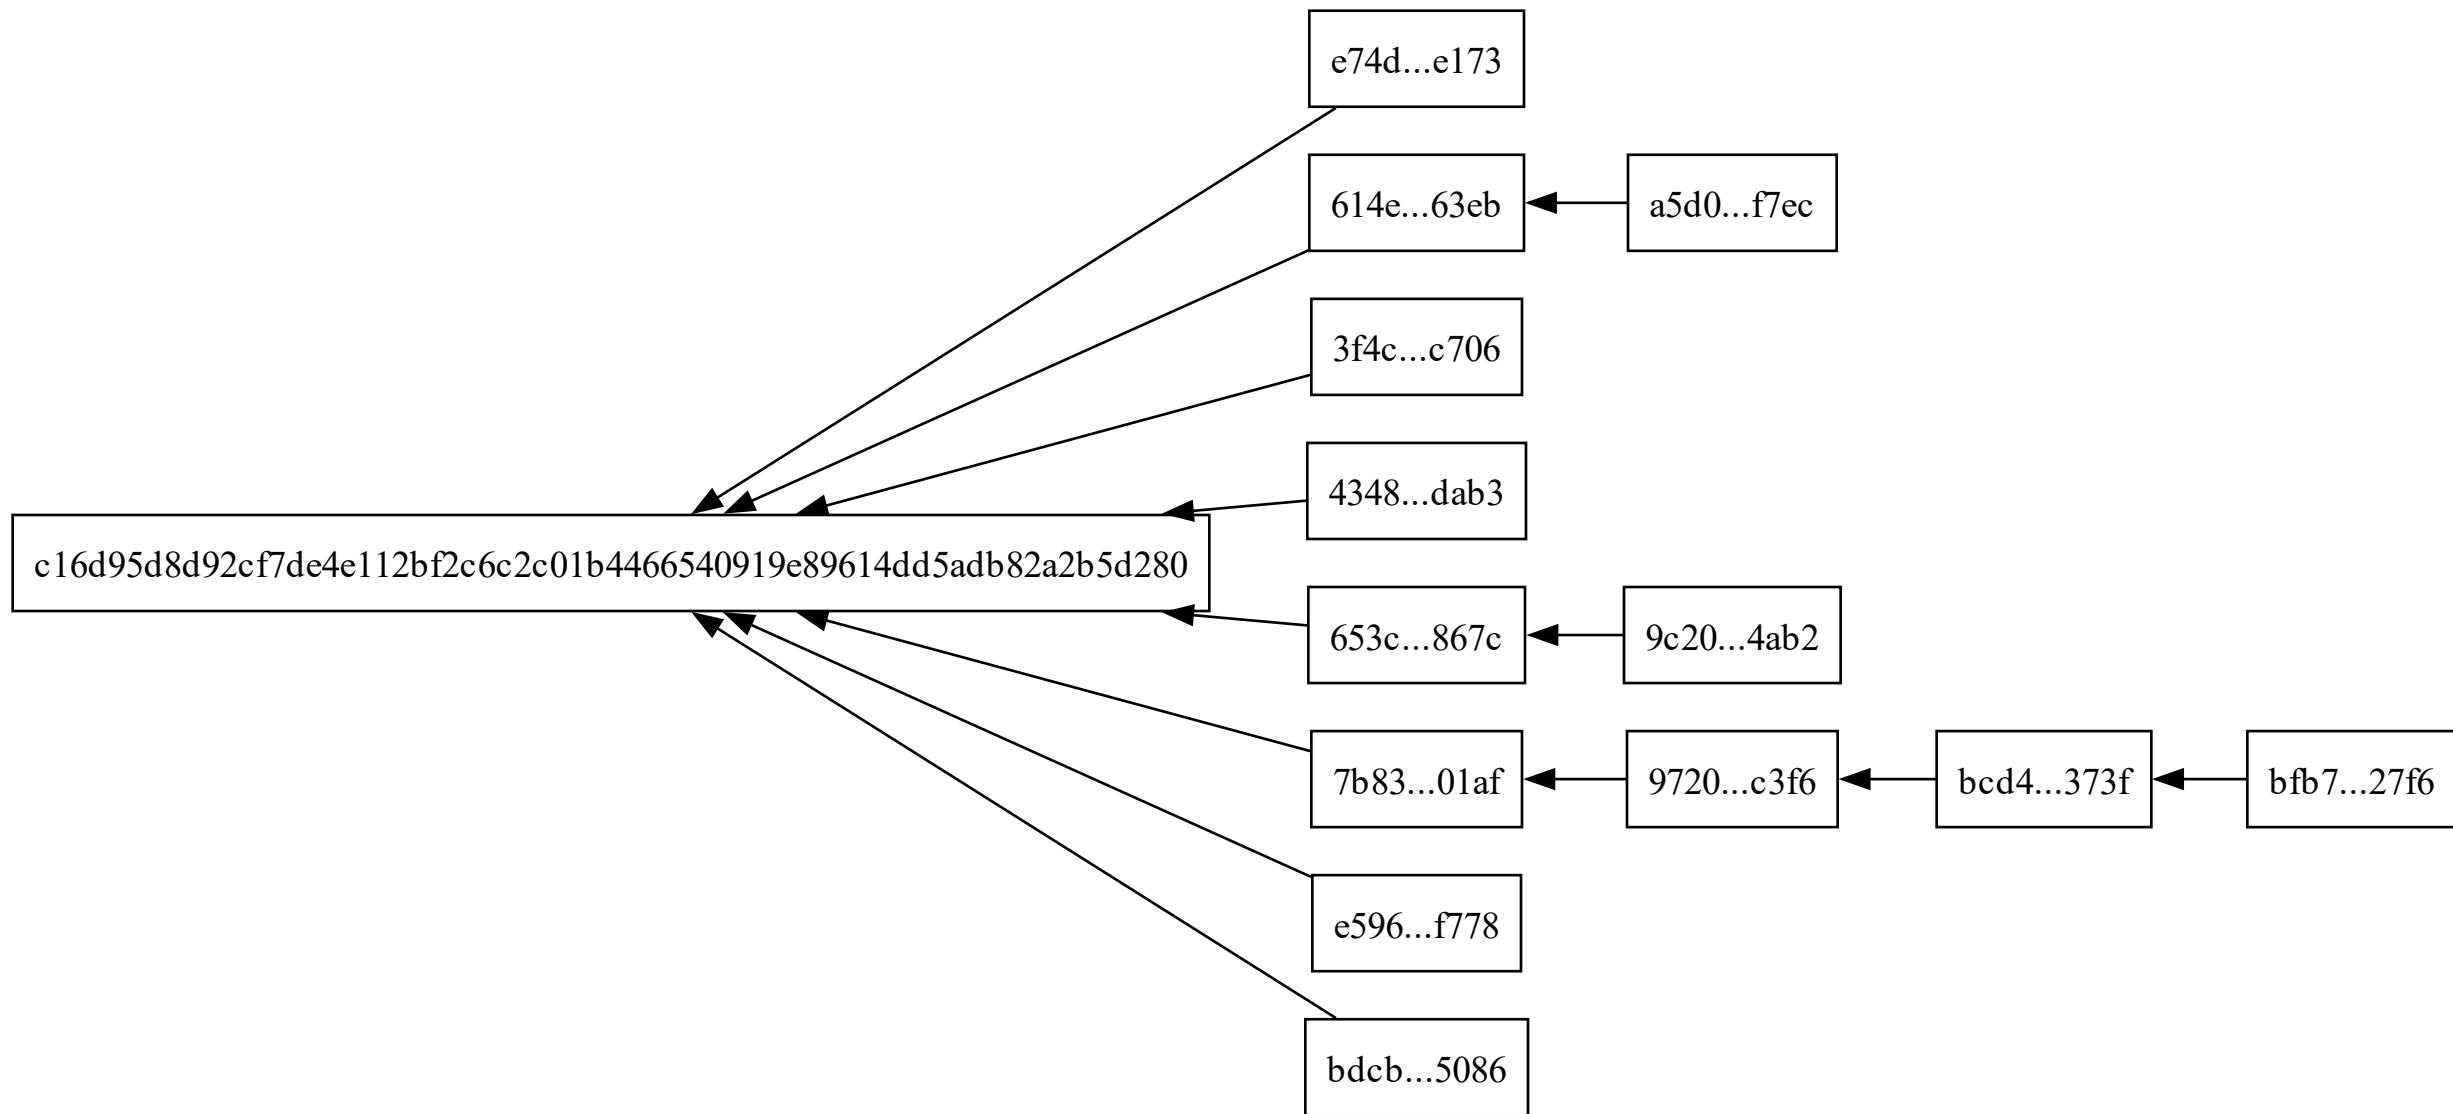 e74d...e173
614e...63eb
a5d0...f7ec
3f4c...c706
4348...dab3
c16d95d8d92cf7de4e112bf2c6c2c01b4466540919e89614dd5adb82a2b5d280
653c...867c
9c20...4ab2
7b83...01af
9720...c3f6
bcd4...373f
bfb7...27f6
e596...f778
bdcb...5086